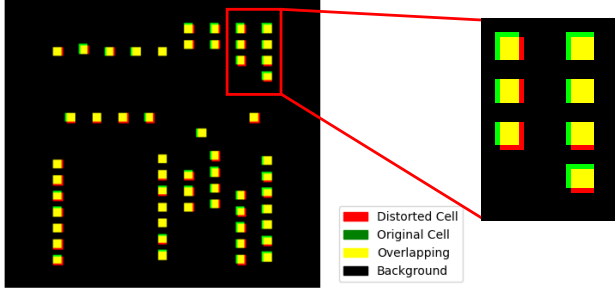 Distorted Cell
Original Cell
Overlapping
Background